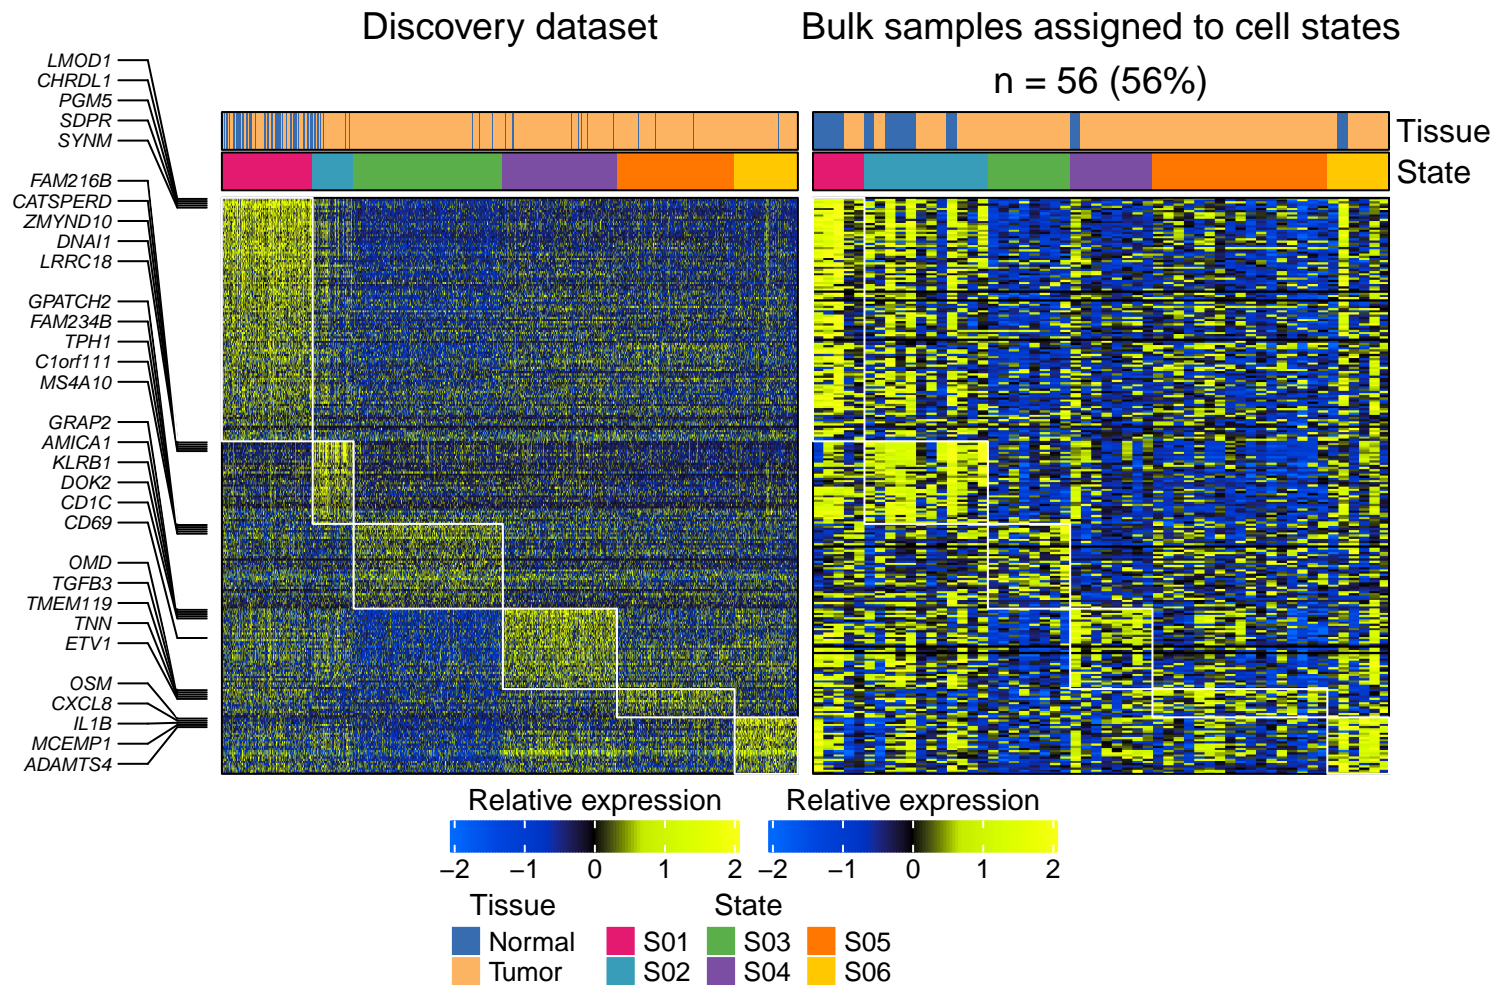 Discovery dataset
Bulk samples assigned to cell states
n = 56 (56%)
Tissue
State
LMOD1
CHRDL1
PGM5
SDPR
SYNM
FAM216B
CATSPERD
ZMYND10
DNAI1
LRRC18
GPATCH2
FAM234B
TPH1
C1orf111
MS4A10
GRAP2
AMICA1
KLRB1
DOK2
CD1C
CD69
OMD
TGFB3
TMEM119
TNN
ETV1
OSM
CXCL8
IL1B
MCEMP1
ADAMTS4
Relative expression
−2 −1 0 1 2
Relative expression
−2 −1 0 1 2
Tissue
Normal
Tumor
State
S01 S03 S05
S02 S04 S06